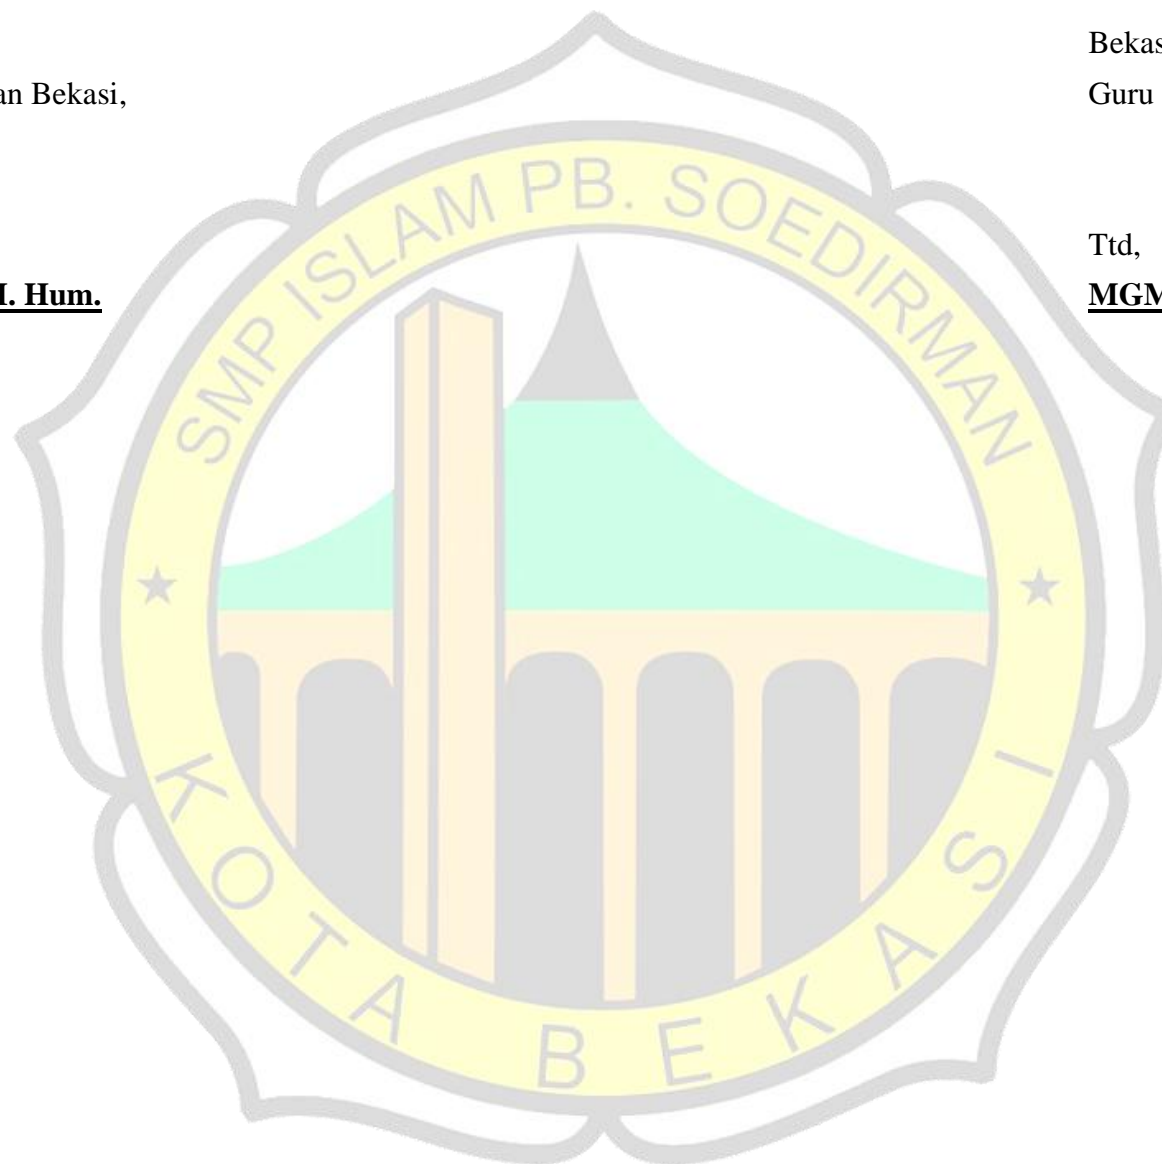 Bekas
an Bekasi,
Guru
Ttd,
I. Hum.
MGM
SMP ISLAM PB. SOEDIRMAN
KOTA BEKASI